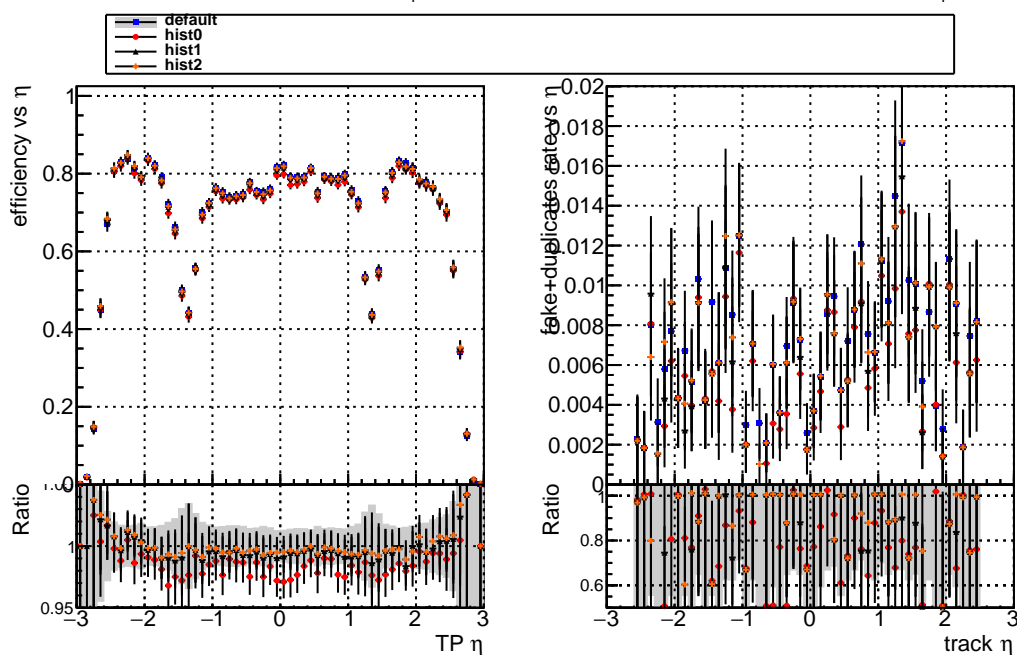 default
hist0
hist1
hist2
efficiency vs η
1
0.8
0.6
0.4
0.2
0
Ratio
1
0.95
−3 −2 −1 0 1 2 3
TP η
fake+duplicates rate vs η
0.02
0.018
0.016
0.014
0.012
0.01
0.008
0.006
0.004
0.002
0
Ratio
1
0.8
0.6
−3 −2 −1 0 1 2 3
track η